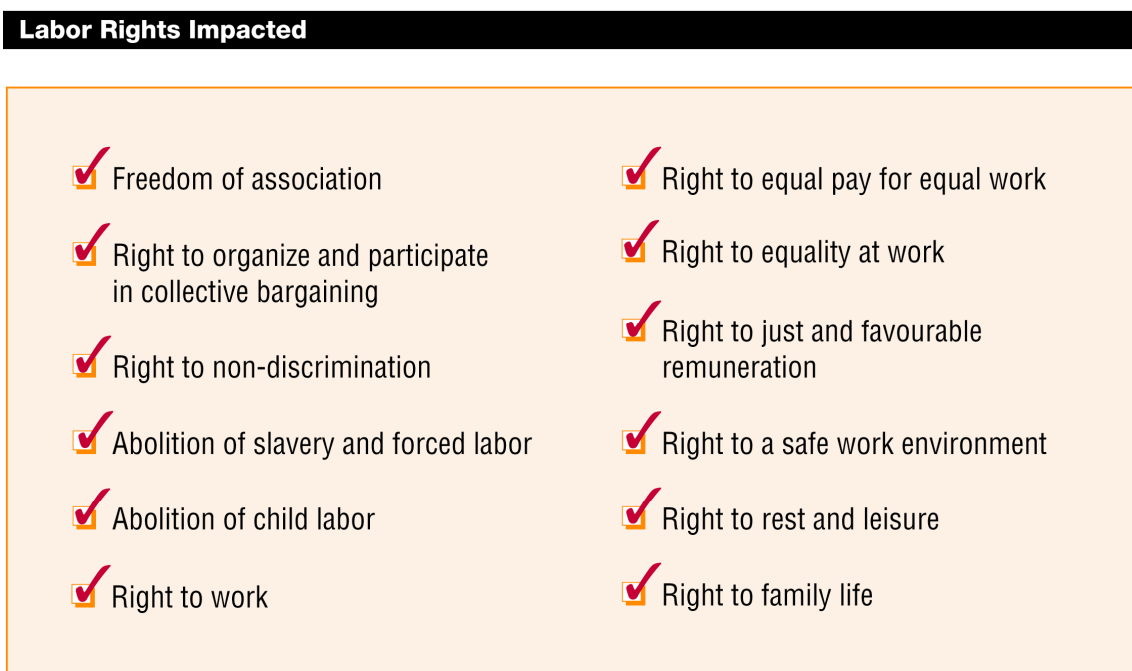 Labor Rights Impacted
Freedom of association
Right to organize and participate
in collective bargaining
Right to non-discrimination
Abolition of slavery and forced labor
Abolition of child labor
Right to work
Right to equal pay for equal work
Right to equality at work
Right to just and favourable
remuneration
Right to a safe work environment
Right to rest and leisure
Right to family life